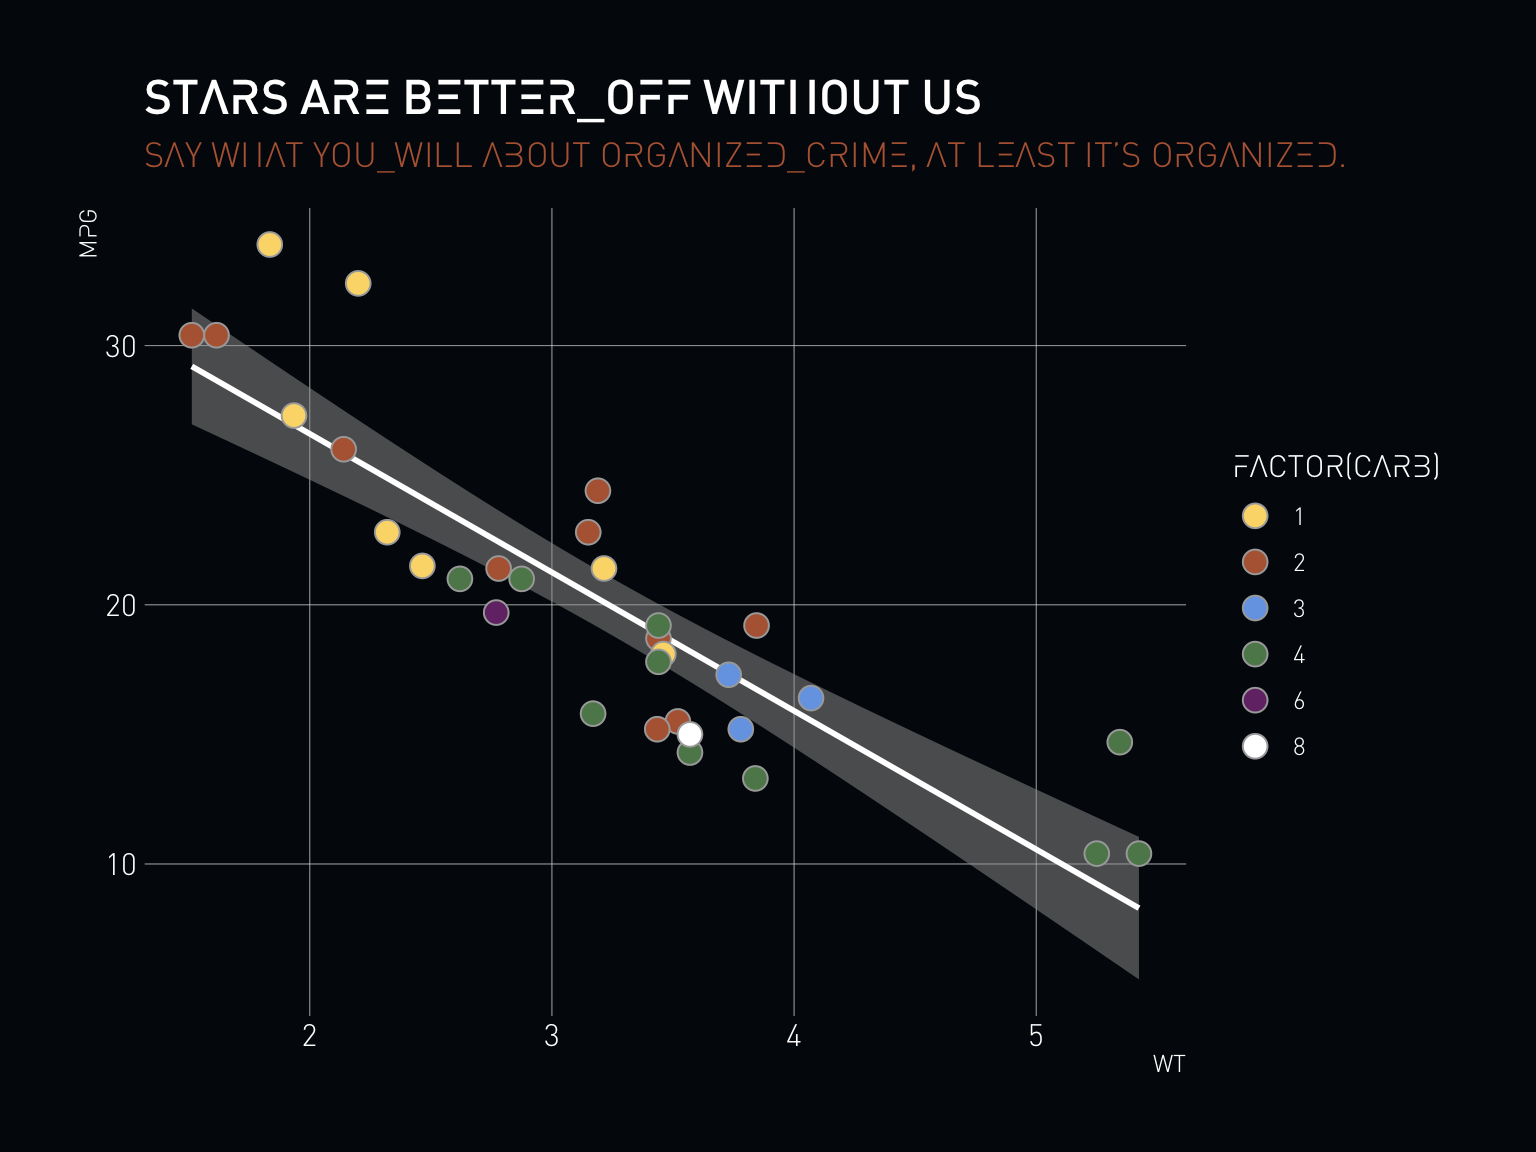 STARS ARE BETTER_OFF WITHOUT US
SAY WHAT YOU_WILL ABOUT ORGANIZED_CRIME, AT LEAST IT'S ORGANIZED.
MPG
30
20
10
2 3 4 5
WT
FACTOR(CARB)
1
2
3
4
6
8